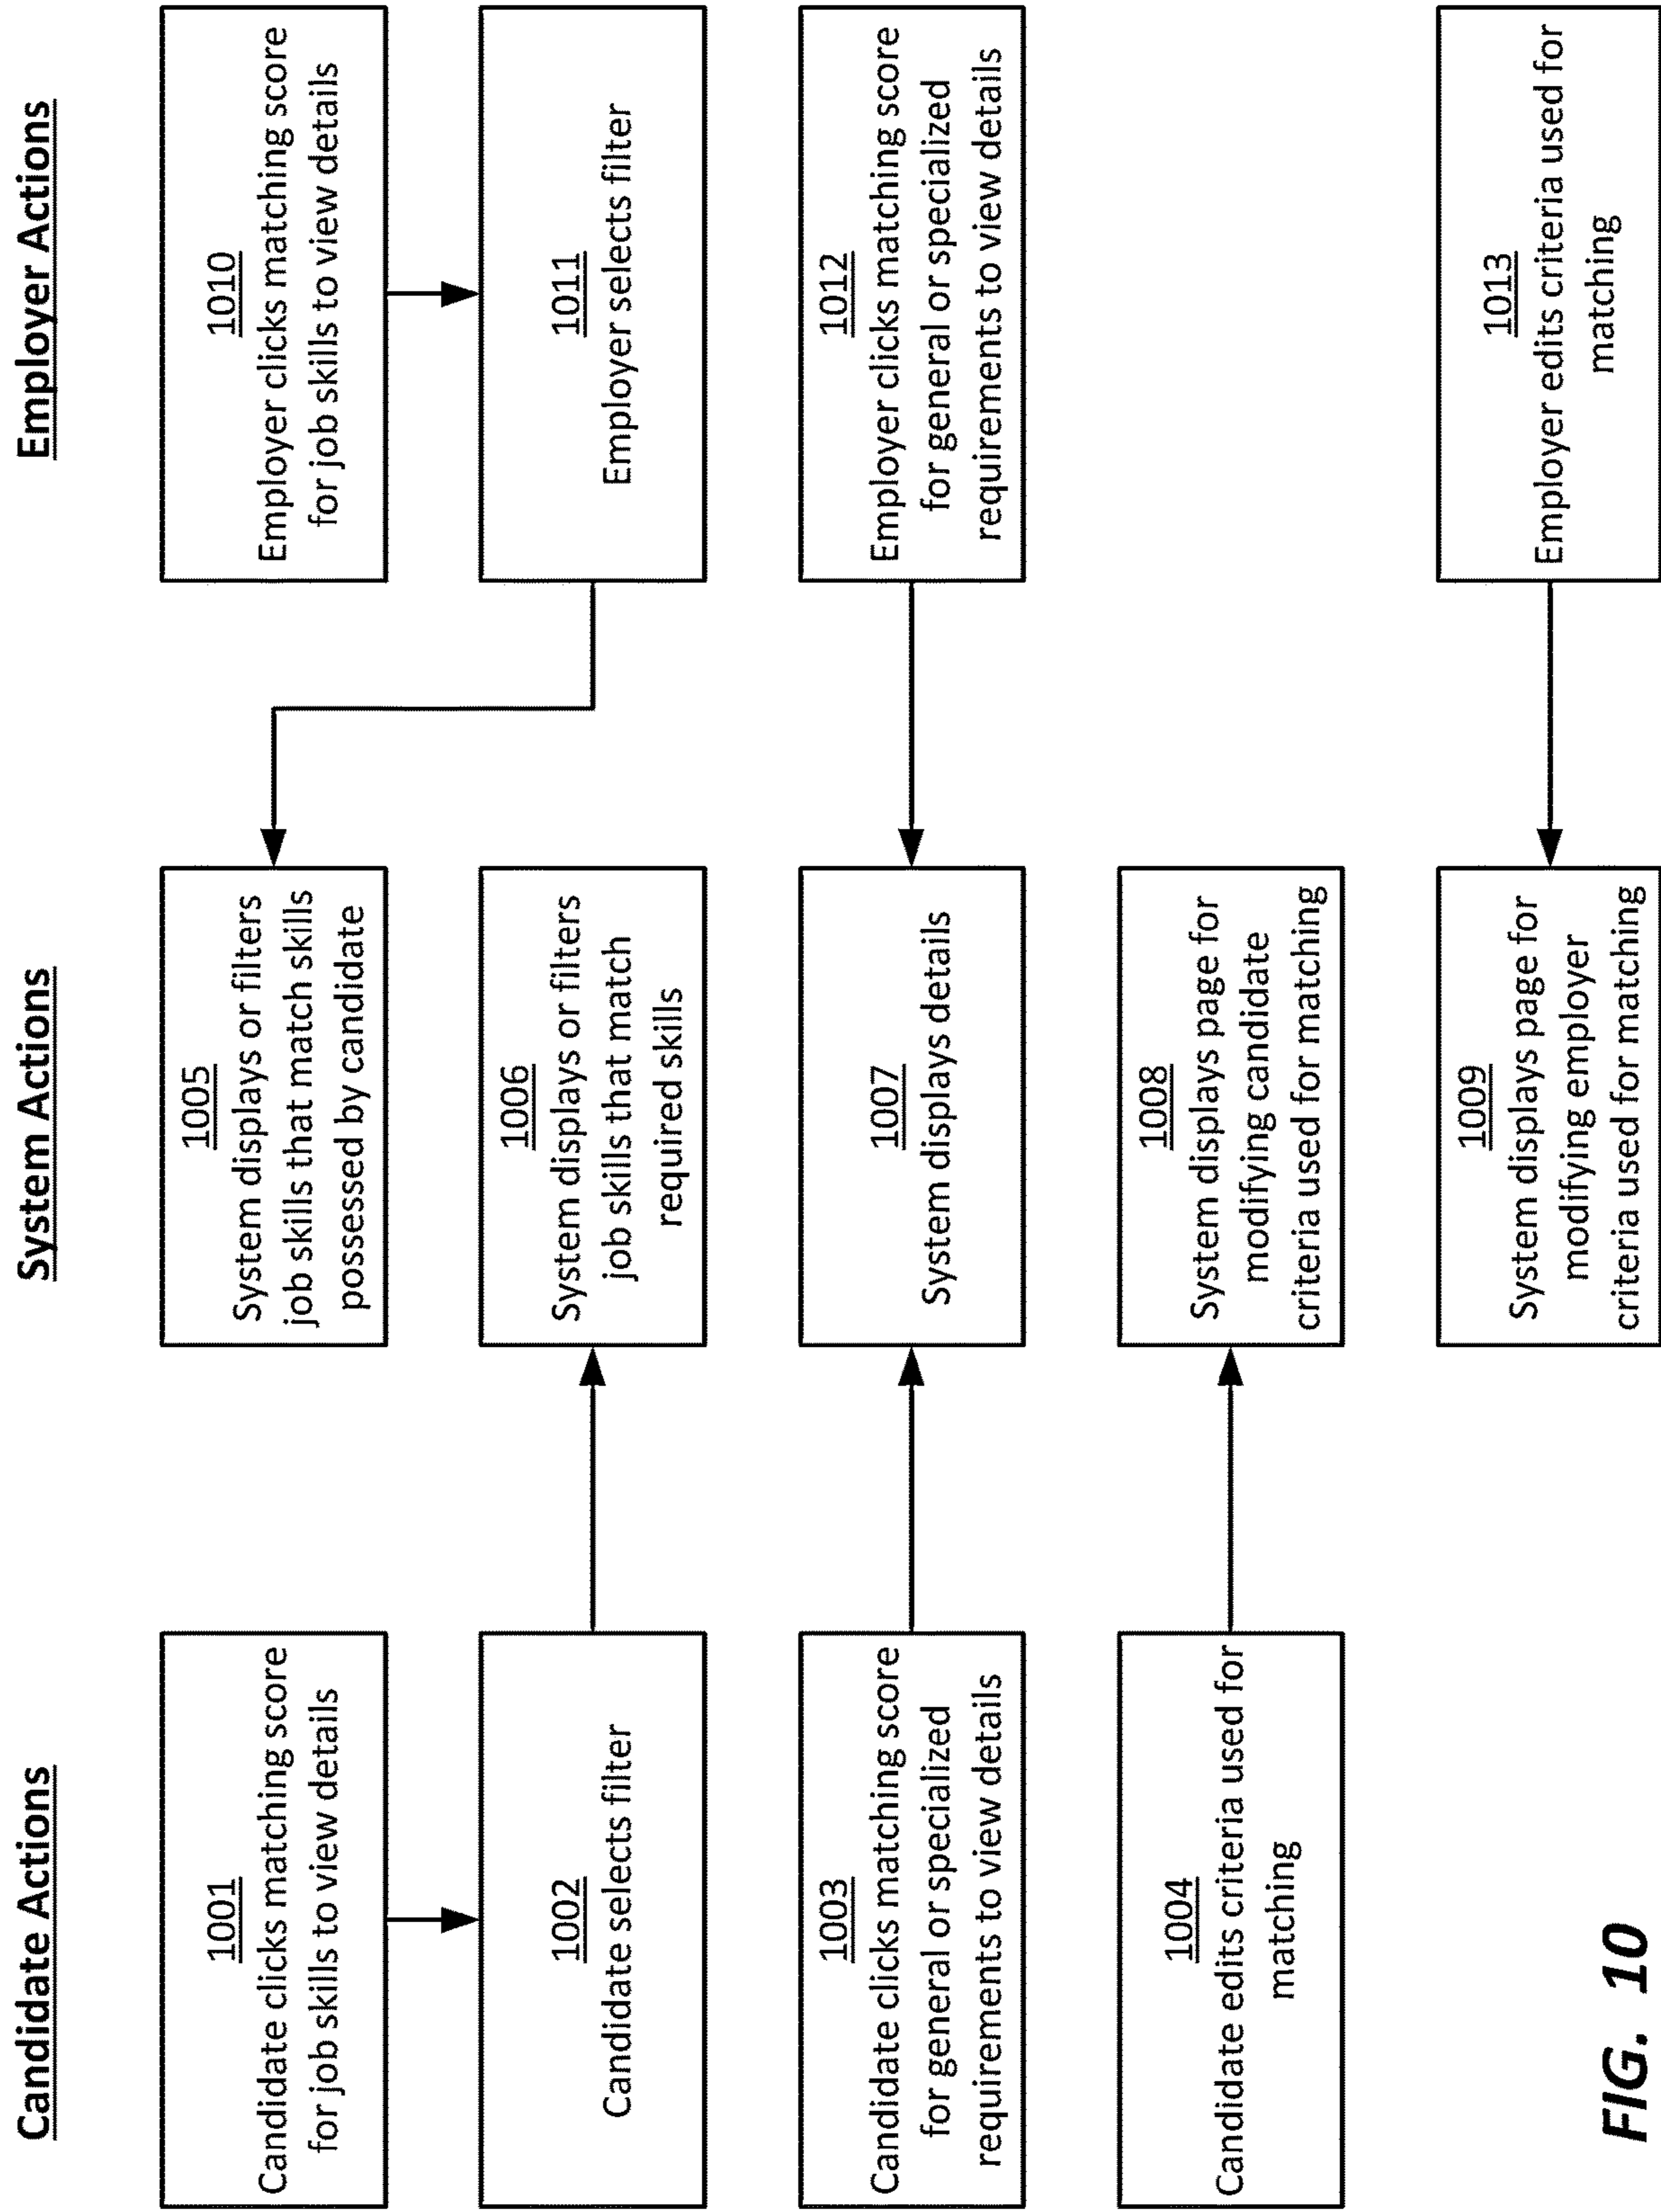 Candidate Actions
System Actions
Employer Actions
1001
Candidate clicks matching score
for job skills to view details
1002
Candidate selects filter
1003
Candidate clicks matching score
for general or specialized
requirements to view details
1004
Candidate edits criteria used for
matching
1005
System displays or filters
job skills that match skills
possessed by candidate
1006
System displays or filters
job skills that match
required skills
1007
System displays details
1008
System displays page for
modifying candidate
criteria used for matching
1009
System displays page for
modifying employer
criteria used for matching
1010
Employer clicks matching score
for job skills to view details
1011
Employer selects filter
1012
Employer clicks matching score
for general or specialized
requirements to view details
1013
Employer edits criteria used for
matching
FIG. 10